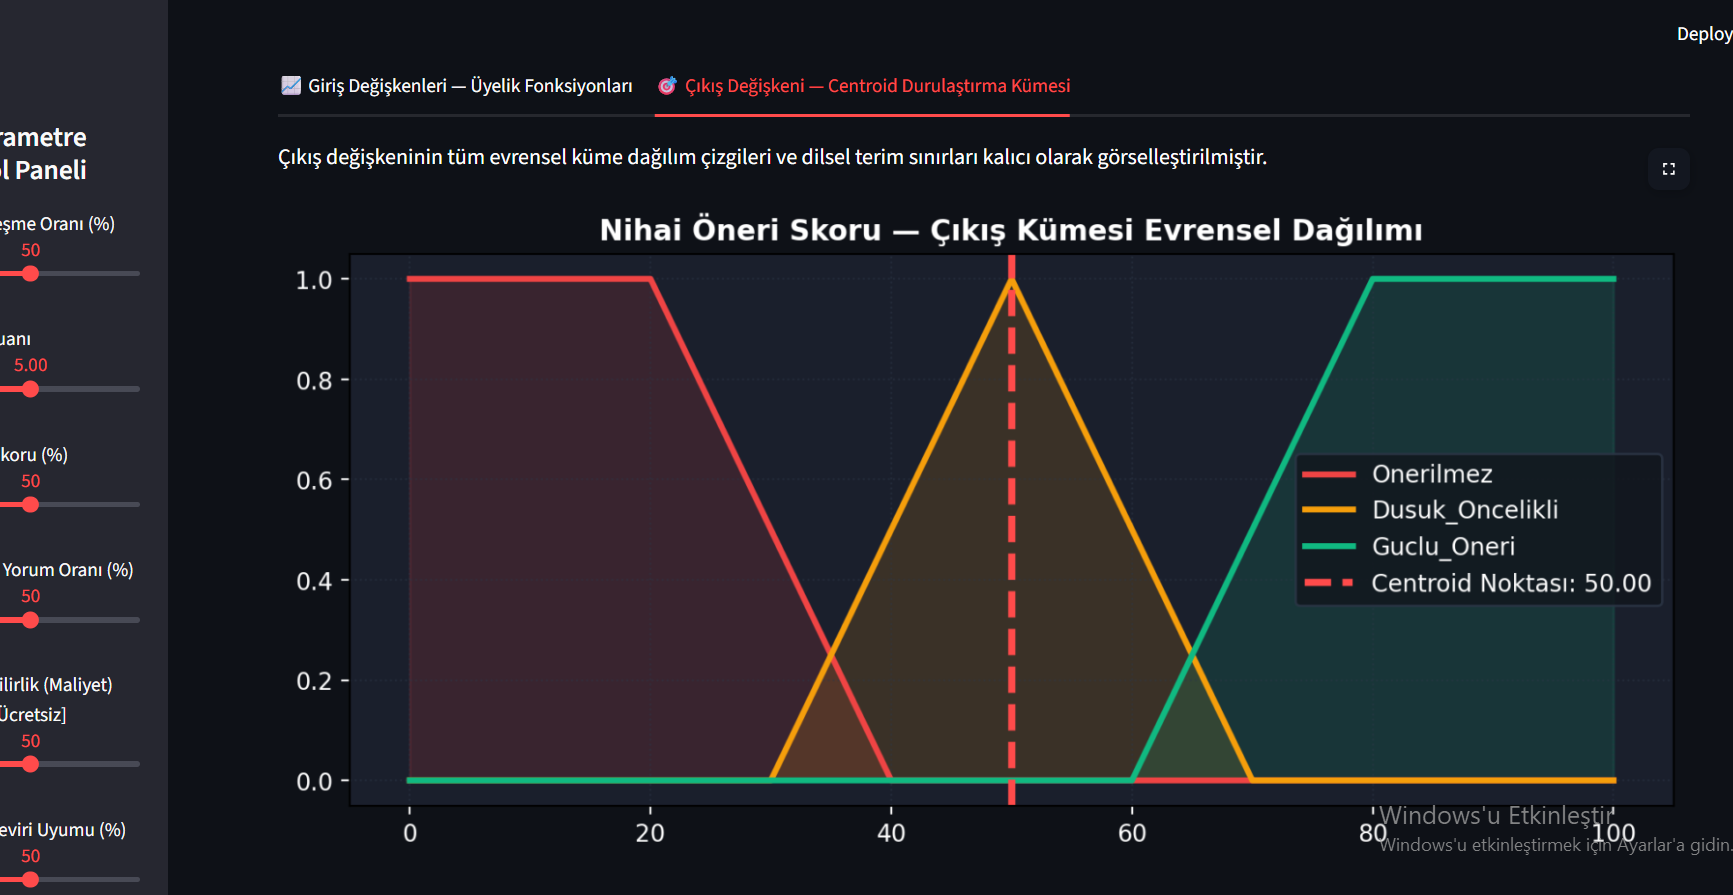 Deploy
Giriş Değişkenleri — Üyelik Fonksiyonları
Çıkış Değişkeni — Centroid Durulaştırma Kümesi
Çıkış değişkeninin tüm evrensel küme dağılım çizgileri ve dilsel terim sınırları kalıcı olarak görselleştirilmiştir.
rametre
l Paneli
eşme Oranı (%)
50
uanı
5.00
koru (%)
50
Yorum Oranı (%)
50
ilirlik (Maliyet)
Ücretsiz]
50
eviri Uyumu (%)
50
Nihai Öneri Skoru — Çıkış Kümesi Evrensel Dağılımı
1.0
0.8
0.6
0.4
0.2
0.0
0 20 40 60 80 100
Onerilmez
Dusuk_Oncelikli
Guclu_Oneri
Centroid Noktası: 50.00
Windows'u Etkinleştir
Windows'u etkinleştirmek için Ayarlar'a gidin.